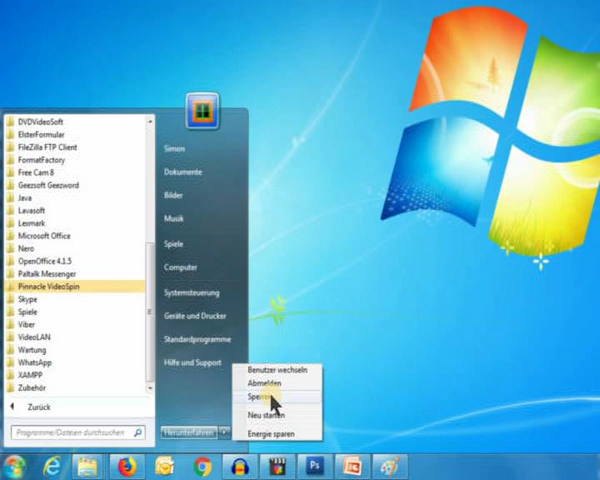 DVDVideoSoft
ElsterFormular
FileZilla FTP Client
FormatFactory
Free Cam 8
Geezsoft Geezword
Java
Lavasoft
Lexmark
Microsoft Office
Nero
OpenOffice 4.1.5
Paltalk Messenger
Pinnacle VideoSpin
Skype
Spiele
Viber
VideoLAN
Wartung
WhatsApp
XAMPP
Zubehör
Zurück
Programme/Dateien durchsuchen
Simon
Dokumente
Bilder
Musik
Spiele
Computer
Systemsteuerung
Geräte und Drucker
Standardprogramme
Hilfe und Support
Herunterfahren
Benutzer wechseln
Abmelden
Neu starten
Energie sparen
Ps